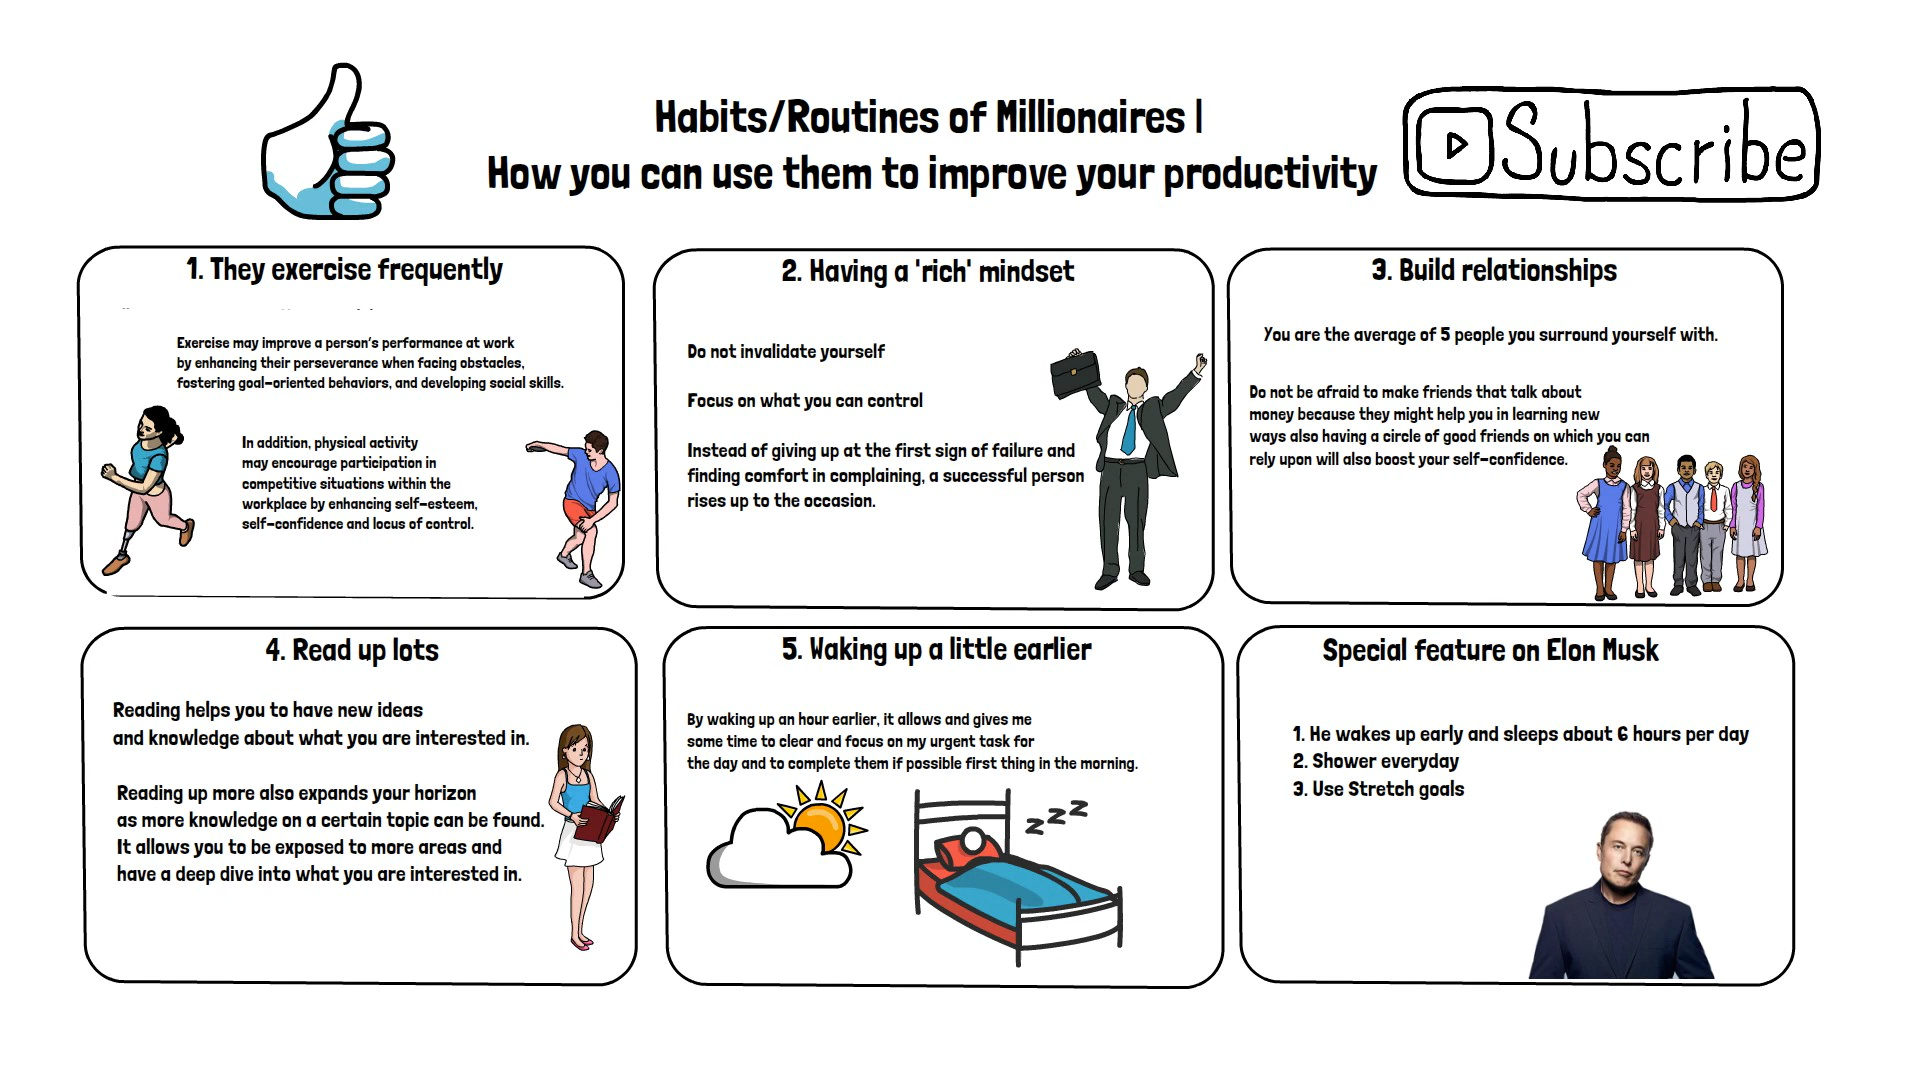 Habits/Routines of Millionaires |
How you can use them to improve your productivity
Subscribe
1. They exercise frequently
Exercise may improve a person's performance at work
by enhancing their perseverance when facing obstacles,
fostering goal-oriented behaviors, and developing social skills.
In addition, physical activity
may encourage participation in
competitive situations within the
workplace by enhancing self-esteem,
self-confidence and locus of control.
2. Having a 'rich' mindset
Do not invalidate yourself
Focus on what you can control
Instead of giving up at the first sign of failure and
finding comfort in complaining, a successful person
rises up to the occasion.
3. Build relationships
You are the average of 5 people you surround yourself with.
Do not be afraid to make friends that talk about
money because they might help you in learning new
ways also having a circle of good friends on which you can
rely upon will also boost your self-confidence.
4. Read up lots
Reading helps you to have new ideas
and knowledge about what you are interested in.
Reading up more also expands your horizon
as more knowledge on a certain topic can be found.
It allows you to be exposed to more areas and
have a deep dive into what you are interested in.
5. Waking up a little earlier
By waking up an hour earlier, it allows and gives me
some time to clear and focus on my urgent task for
the day and to complete them if possible first thing in the morning.
z z z
Special feature on Elon Musk
1. He wakes up early and sleeps about 6 hours per day
2. Shower everyday
3. Use Stretch goals